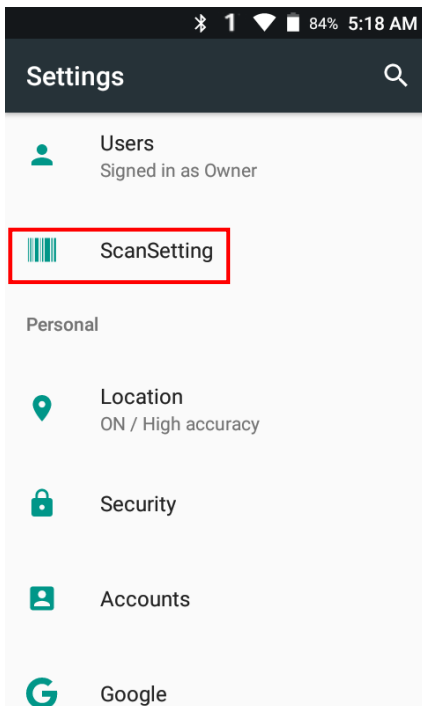 1 84% 5:18 AM
Settings
Users
Signed in as Owner
ScanSetting
Personal
Location
ON / High accuracy
Security
Accounts
G Google